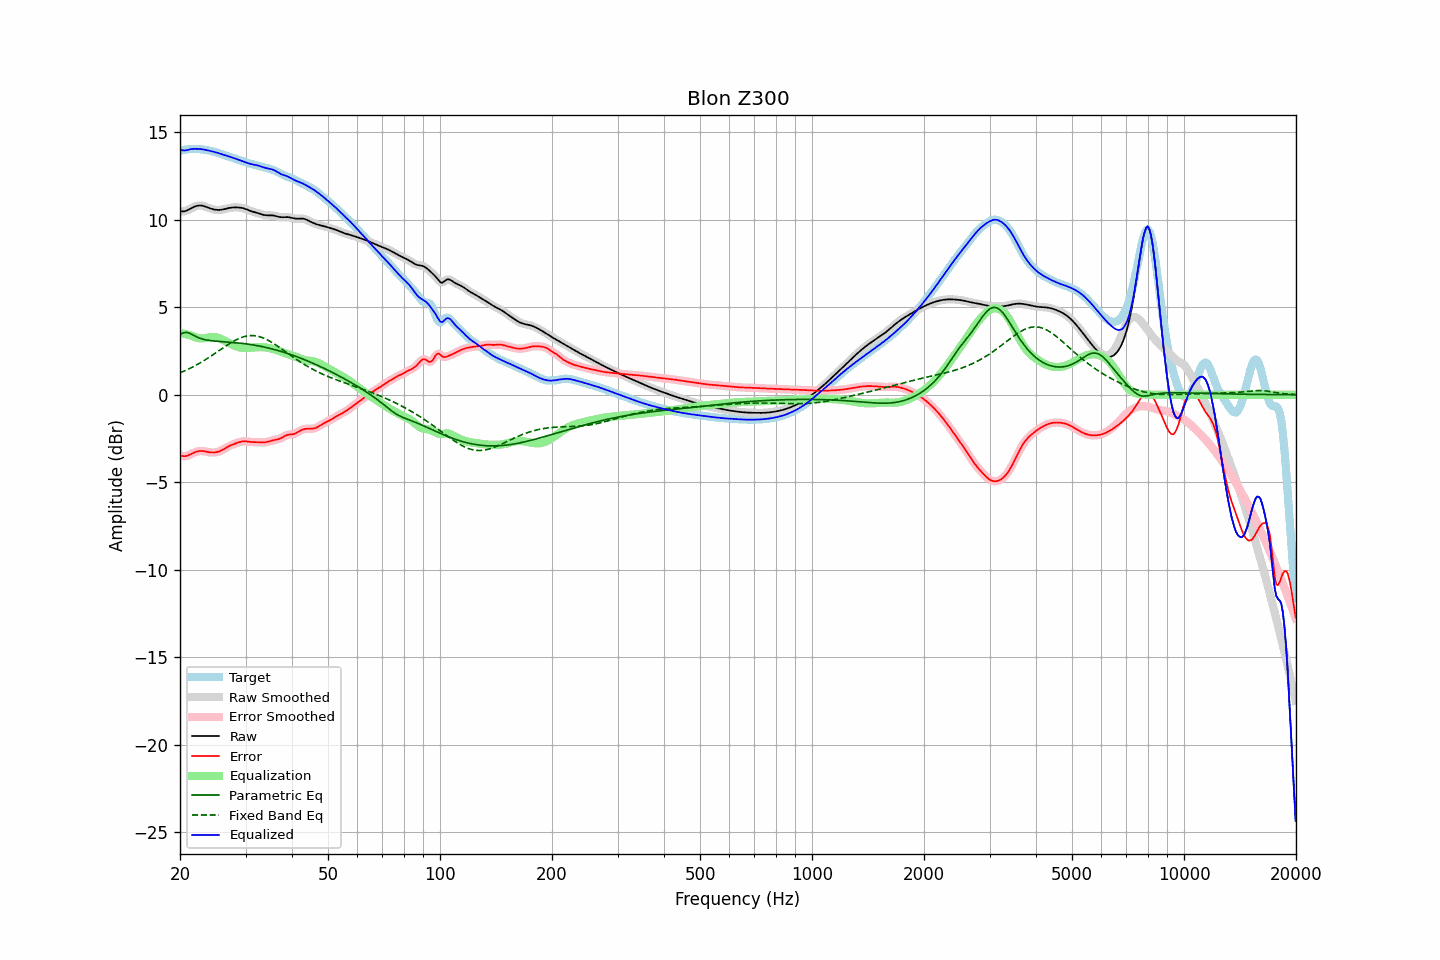 Blon Z300
15
10
5
0
−5
−10
−15
−20
−25
Amplitude (dBr)
Target
Raw Smoothed
Error Smoothed
Raw
Error
Equalization
Parametric Eq
Fixed Band Eq
Equalized
20 50 100 200 500 1000 2000 5000 10000 20000
Frequency (Hz)